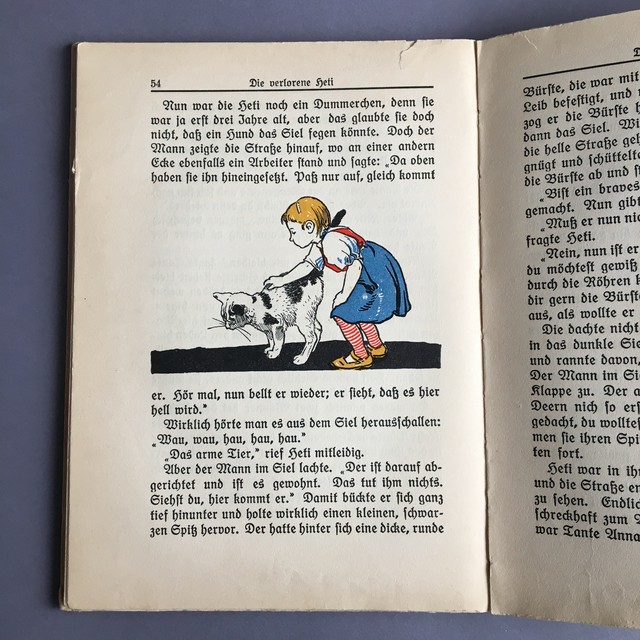 54
Die verlorene Heti
Nun war die Heti noch ein Dummerchen, denn sie
war ja erst drei Jahre alt, aber das glaubte sie doch
nicht, daß ein Hund das Siel fegen könnte. Doch der
Mann zeigte die Straße hinauf, wo an einer andern
Ecke ebenfalls ein Arbeiter stand und sagte: „Da oben
haben sie ihn hineingesetzt. Paß nur auf, gleich kommt
er. Hör mal, nun bellt er wieder; er sieht, daß es hier
hell wird.“
Wirklich hörte man es aus dem Siel herausschallen:
„Wau, wau, hau, hau, hau.“
„Das arme Tier,“ rief Heti mitleidig.
Aber der Mann im Siel lachte. „Der ist darauf ab-
gerichtet und ist es gewohnt. Das tut ihm nichts.
Siehst du, hier kommt er.“ Damit bückte er sich ganz
tief hinunter und holte wirklich einen kleinen, schwar-
zen Spitz hervor. Der hatte hinter sich eine dicke, runde
Bürste, die war mit
Leib befestigt, und
zog er die Bürste
dann das Siel.
die helle Straße
gnügt und schüttelt
die Bürste ab und
„Bist ein braves
gemacht. Nun gibt
„Muß er nun
fragte Heti.
„Nein, nun ist er
du möchtest gewiß
durch die Röhren
dir gern die Bürst
aus, als wollte er
Die dachte nicht
in das dunkle
und rannte davon,
Der Mann im
Klappe zu. Der
Deern nich so
gedacht, du wollte
men sie ihren
ten fort.
Heti war in
und die Straße
zu sehen. Endlic
schreckhaft zum
war Tante Anna